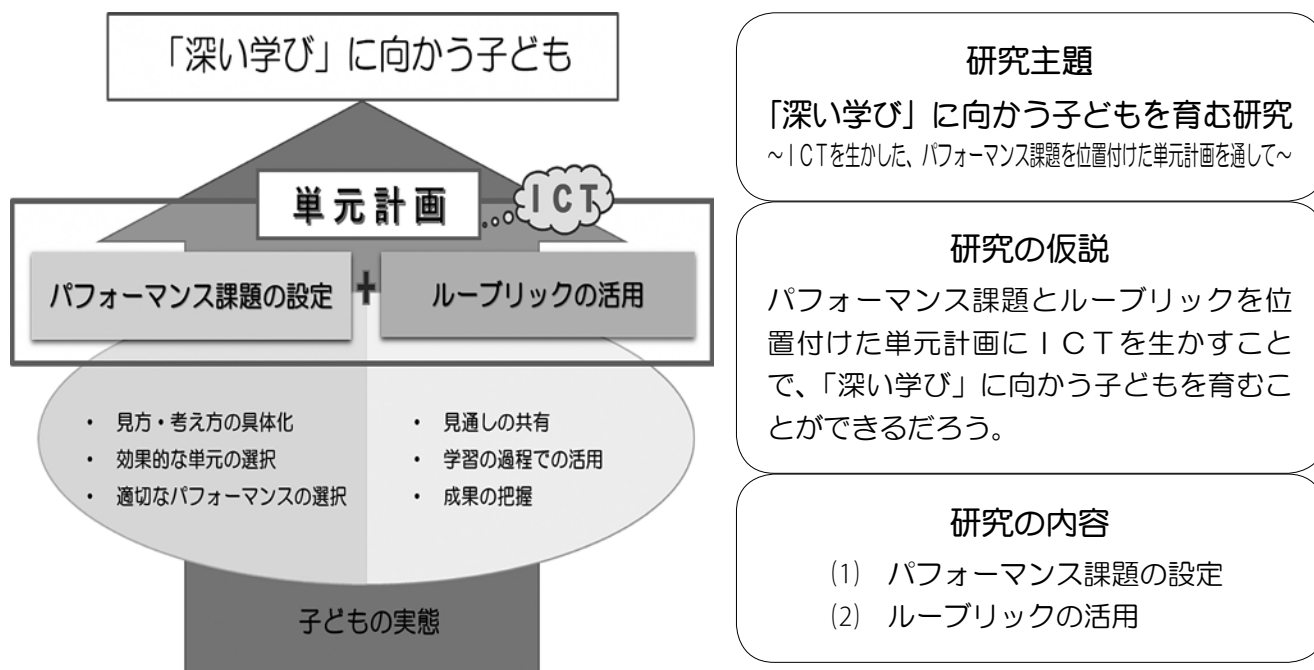 「深い学び」に向かう子ども
単元計画
ICT
パフォーマンス課題の設定
+
ルーブリックの活用
・ 見方・考え方の具体化
・ 効果的な単元の選択
・ 適切なパフォーマンスの選択
・ 見通しの共有
・ 学習の過程での活用
・ 成果の把握
子どもの実態
研究主題
「深い学び」に向かう子どもを育む研究
~ICTを生かした、パフォーマンス課題を位置付けた単元計画を通して~
研究の仮説
パフォーマンス課題とルーブリックを位
置付けた単元計画にICTを生かすこと
で、「深い学び」に向かう子どもを育むこ
とができるだろう。
研究の内容
⑴ パフォーマンス課題の設定
⑵ ルーブリックの活用